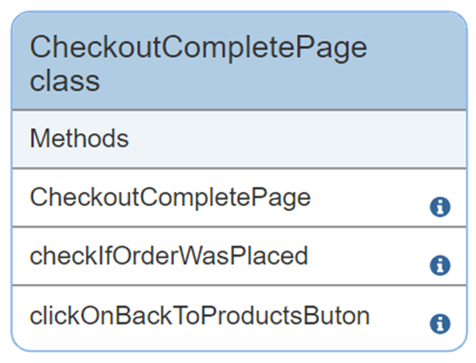 CheckoutCompletePage
class
Methods
CheckoutCompletePage
checkIfOrderWasPlaced
clickOnBackToProductsButon